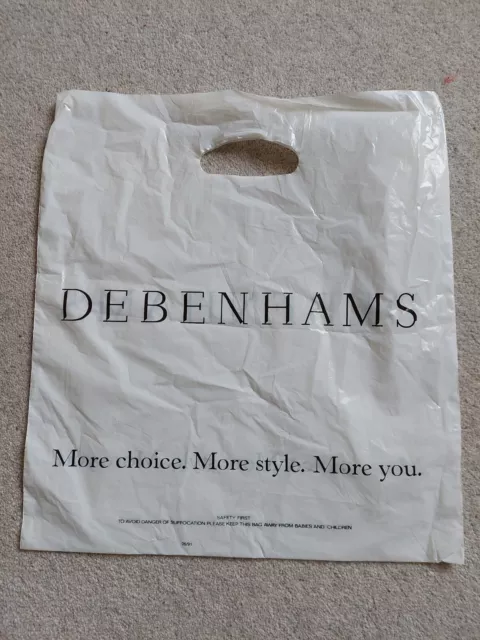 DEBENHAMS
More choice. More style. More you.
SAFETY FIRST
TO AVOID DANGER OF SUFFOCATION PLEASE KEEP THIS BAG AWAY FROM BABIES AND CHILDREN